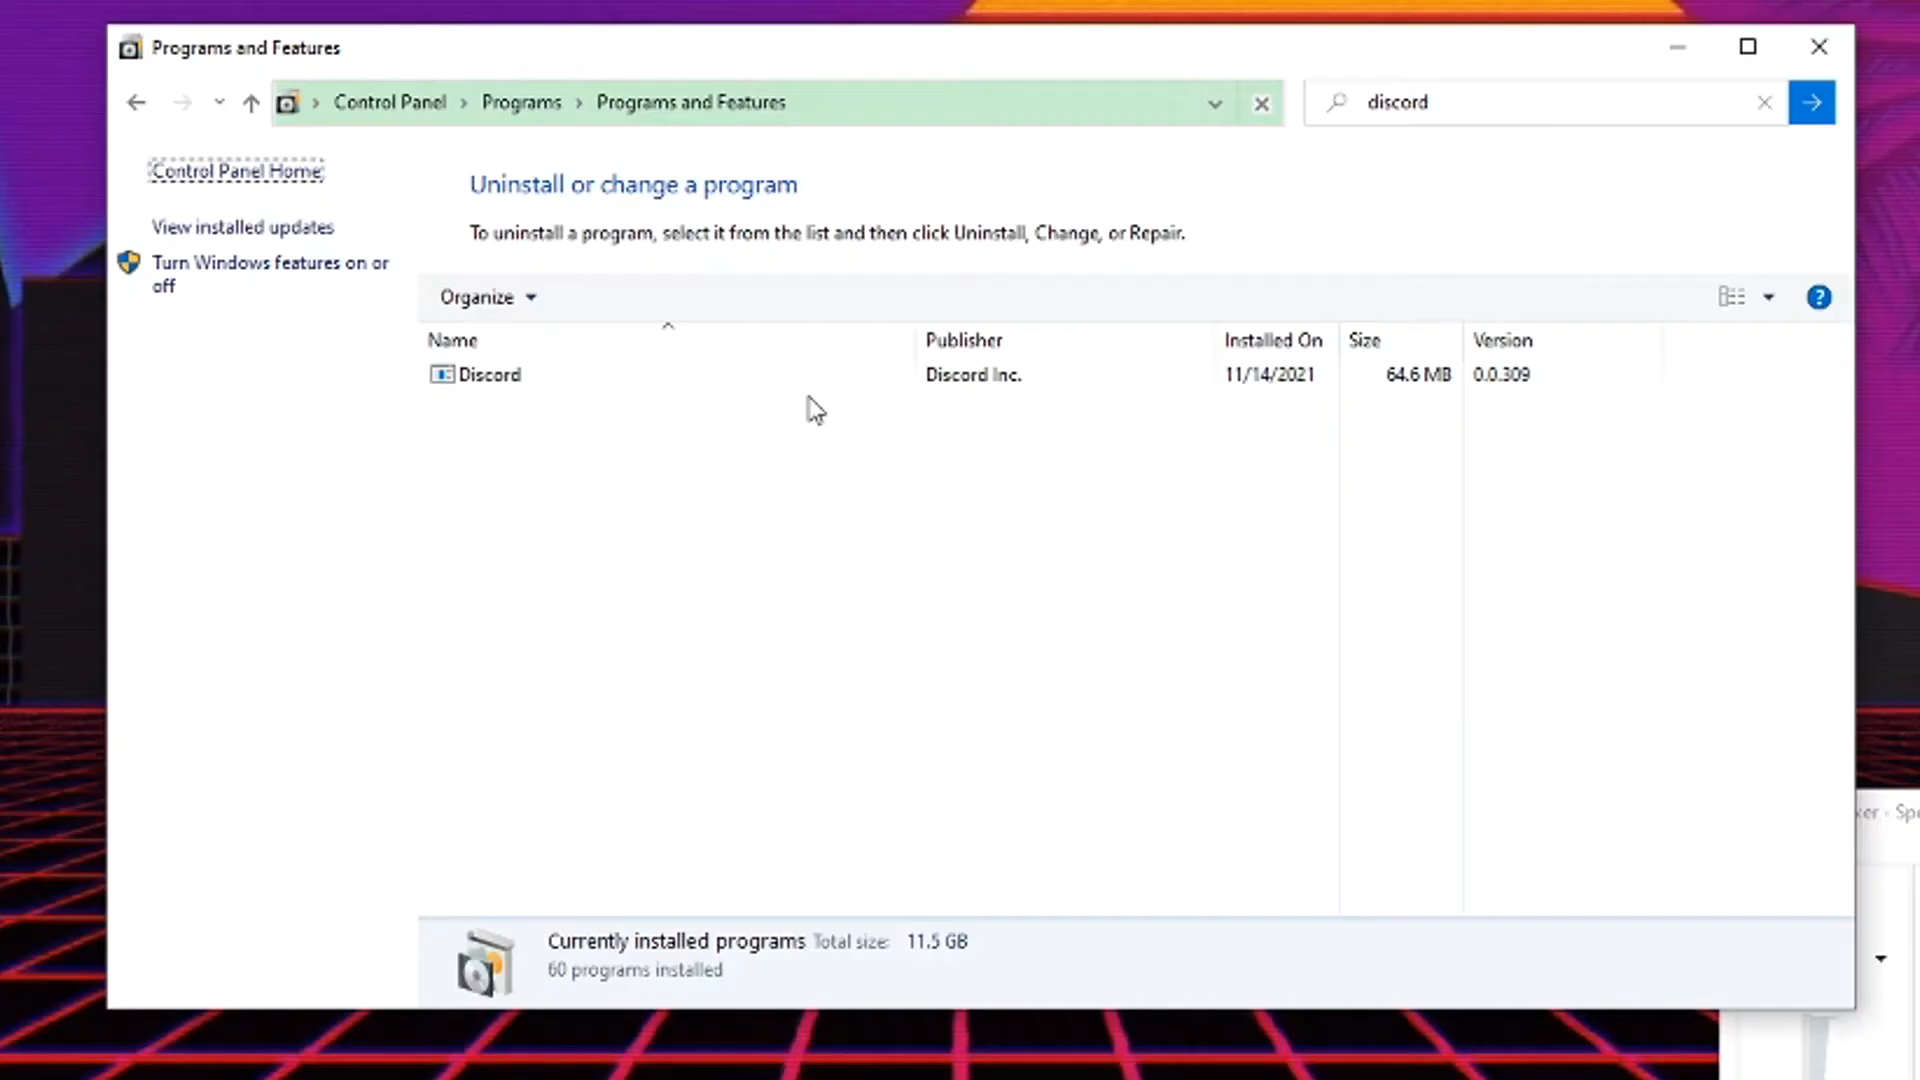 Programs and Features
Control Panel Programs Programs and Features
discord
Control Panel Home
View installed updates
Turn Windows features on or
off
Uninstall or change a program
To uninstall a program, select it from the list and then click Uninstall, Change, or Repair.
Organize
?
Name Publisher Installed On Size Version
Discord Discord Inc. 11/14/2021 64.6 MB 0.0.309
Currently installed programs Total size: 11.5 GB
60 programs installed